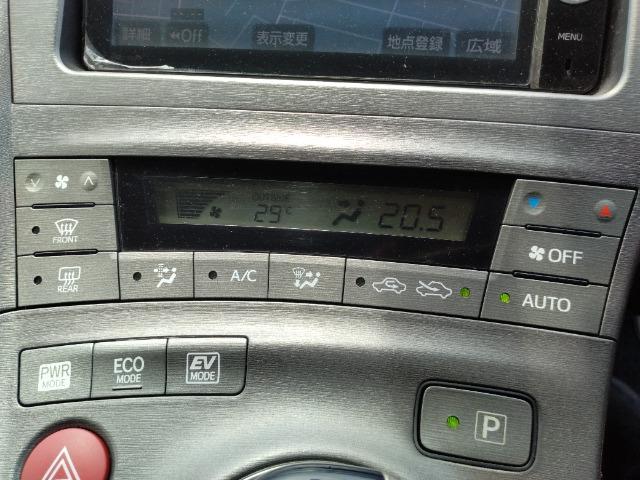 詳細 ◀◀Off 表示変更 地点登録 広域
MENU
OUTSIDE
29°C 20.5
FRONT
OFF
REAR
A/C
AUTO
PWR MODE
ECO MODE
EV MODE
P